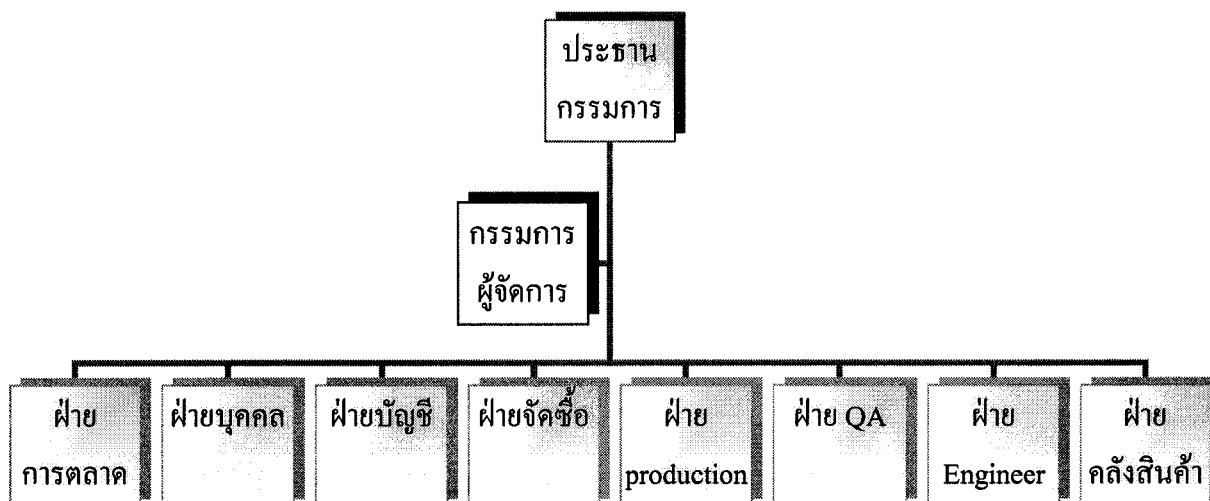 ประธาน
กรรมการ
กรรมการ
ผู้จัดการ
ฝ่าย
การตลาด
ฝ่ายบุคคล
ฝ่ายบัญชี
ฝ่ายจัดซื้อ
ฝ่าย
production
ฝ่าย QA
ฝ่าย
Engineer
ฝ่าย
คลังสินค้า